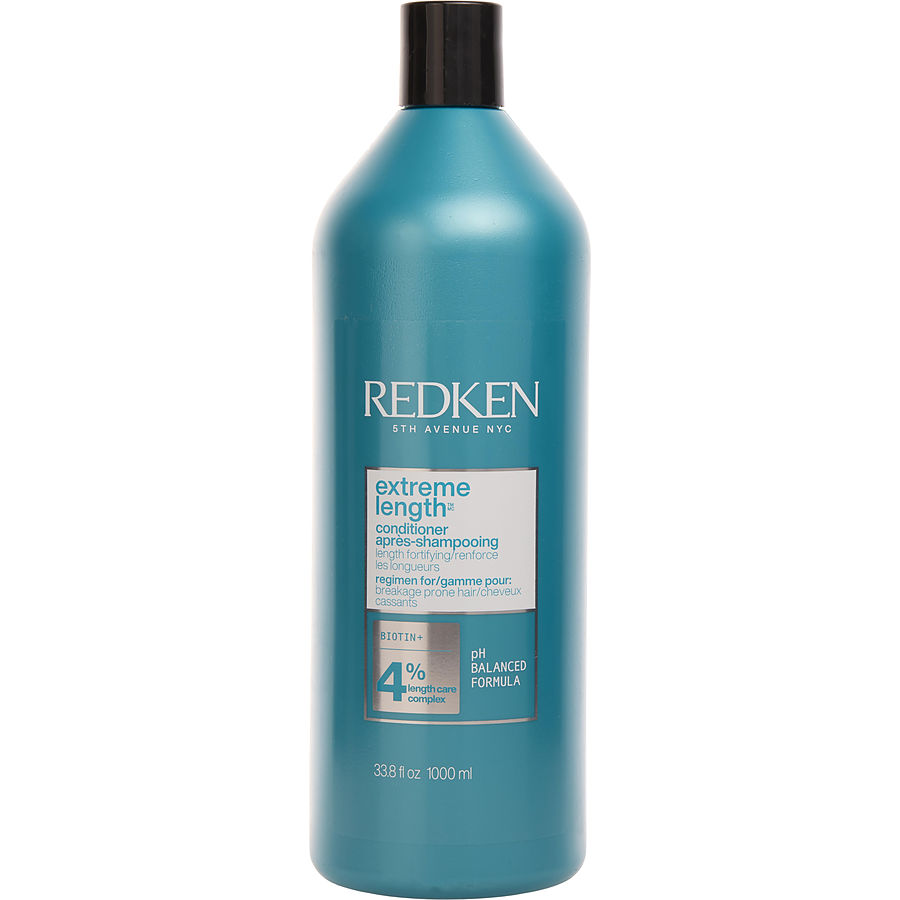 REDKEN
5TH AVENUE NYC
extreme
length™ᴹᶜ
conditioner
après-shampooing
length fortifying/renforce
les longueurs
regimen for/gamme pour:
breakage prone hair/cheveux
cassants
BIOTIN+
4%
length care
complex
pH
BALANCED
FORMULA
33.8 fl oz 1000 ml